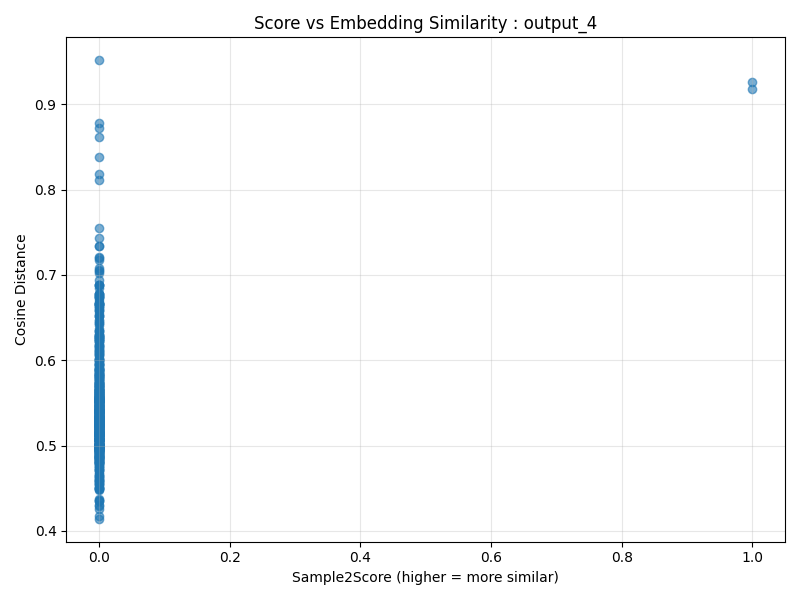 Score vs Embedding Similarity : output_4
Cosine Distance
0.9
0.8
0.7
0.6
0.5
0.4
0.0 0.2 0.4 0.6 0.8 1.0
Sample2Score (higher = more similar)